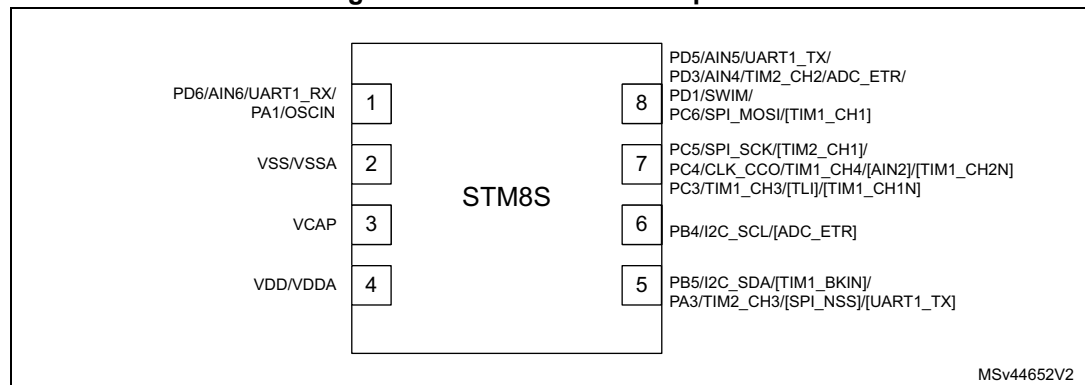 PD6/AIN6/UART1_RX/
PA1/OSCIN
1
VSS/VSSA
2
VCAP
3
VDD/VDDA
4
STM8S
8
PD5/AIN5/UART1_TX/
PD3/AIN4/TIM2_CH2/ADC_ETR/
PD1/SWIM/
PC6/SPI_MOSI/[TIM1_CH1]
7
PC5/SPI_SCK/[TIM2_CH1]/
PC4/CLK_CCO/TIM1_CH4/[AIN2]/[TIM1_CH2N]
PC3/TIM1_CH3/[TLI]/[TIM1_CH1N]
6
PB4/I2C_SCL/[ADC_ETR]
5
PB5/I2C_SDA/[TIM1_BKIN]/
PA3/TIM2_CH3/[SPI_NSS]/[UART1_TX]
MSv44652V2